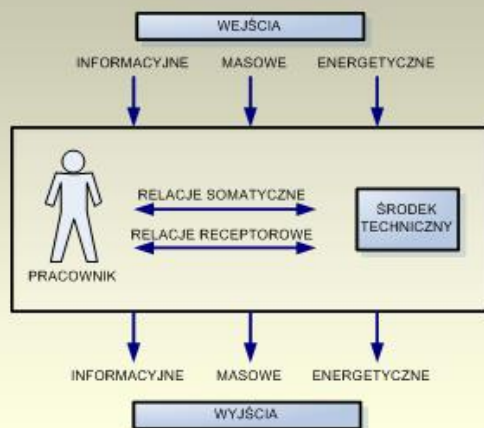 WEJŚCIA
INFORMACYJNE MASOWE ENERGETYCZNE
RELACJE SOMATYCZNE
RELACJE RECEPTOROWE
ŚRODEK
TECHNICZNY
PRACOWNIK
INFORMACYJNE MASOWE ENERGETYCZNE
WYJŚCIA